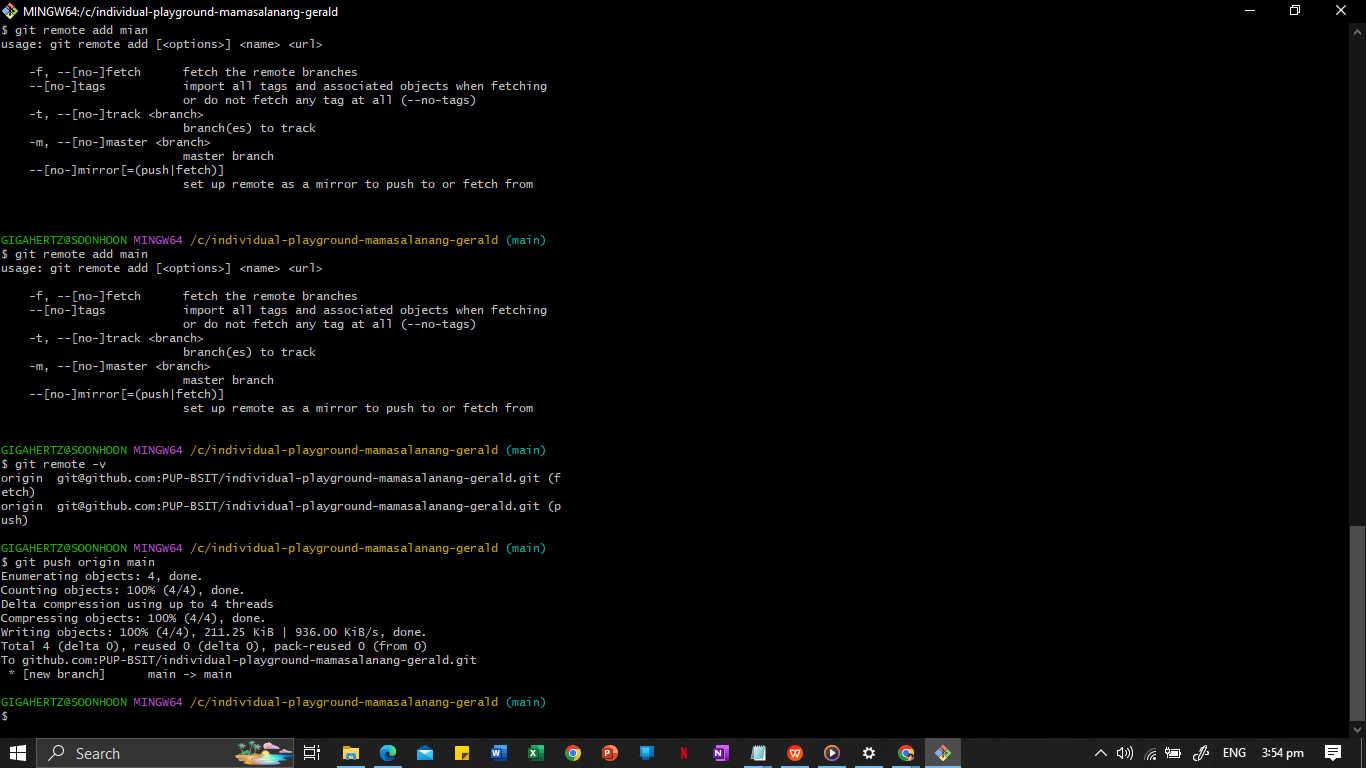 MINGW64:/c/individual-playground-mamasalanang-gerald
$ git remote add mian
usage: git remote add [<options>] <name> <url>
-f, --[no-]fetch      fetch the remote branches
--[no-]tags           import all tags and associated objects when fetching
or do not fetch any tag at all (--no-tags)
-t, --[no-]track <branch>
branch(es) to track
-m, --[no-]master <branch>
master branch
--[no-]mirror[=(push|fetch)]
set up remote as a mirror to push to or fetch from
GIGAHERTZ@SOONHOON MINGW64 /c/individual-playground-mamasalanang-gerald (main)
$ git remote add main
usage: git remote add [<options>] <name> <url>
-f, --[no-]fetch      fetch the remote branches
--[no-]tags           import all tags and associated objects when fetching
or do not fetch any tag at all (--no-tags)
-t, --[no-]track <branch>
branch(es) to track
-m, --[no-]master <branch>
master branch
--[no-]mirror[=(push|fetch)]
set up remote as a mirror to push to or fetch from
GIGAHERTZ@SOONHOON MINGW64 /c/individual-playground-mamasalanang-gerald (main)
$ git remote -v
origin  git@github.com:PUP-BSIT/individual-playground-mamasalanang-gerald.git (f
etch)
origin  git@github.com:PUP-BSIT/individual-playground-mamasalanang-gerald.git (p
ush)
GIGAHERTZ@SOONHOON MINGW64 /c/individual-playground-mamasalanang-gerald (main)
$ git push origin main
Enumerating objects: 4, done.
Counting objects: 100% (4/4), done.
Delta compression using up to 4 threads
Compressing objects: 100% (4/4), done.
Writing objects: 100% (4/4), 211.25 KiB | 936.00 KiB/s, done.
Total 4 (delta 0), reused 0 (delta 0), pack-reused 0 (from 0)
To github.com:PUP-BSIT/individual-playground-mamasalanang-gerald.git
* [new branch]      main -> main
GIGAHERTZ@SOONHOON MINGW64 /c/individual-playground-mamasalanang-gerald (main)
$
Search
ENG
3:54 pm